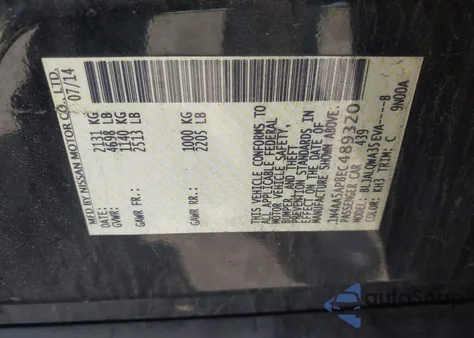 MFD BY NISSAN MOTOR CO., LTD.
07/14
GVWR: 2131 KG
4698 LB
GAWR FR: 1140 KG
2513 LB
GAWR RR: 1000 KG
2205 LB
THIS VEHICLE CONFORMS TO
ALL APPLICABLE FEDERAL
MOTOR VEHICLE SAFETY,
BUMPER, AND THEFT
PREVENTION STANDARDS IN
EFFECT ON THE DATE OF
MANUFACTURE SHOWN ABOVE.
1N4AA5AP8EC489320
PASSENGER CAR 439
MODEL: EVA----B
COLOR: KH3 TRIM: C 9N00A
autoSnap